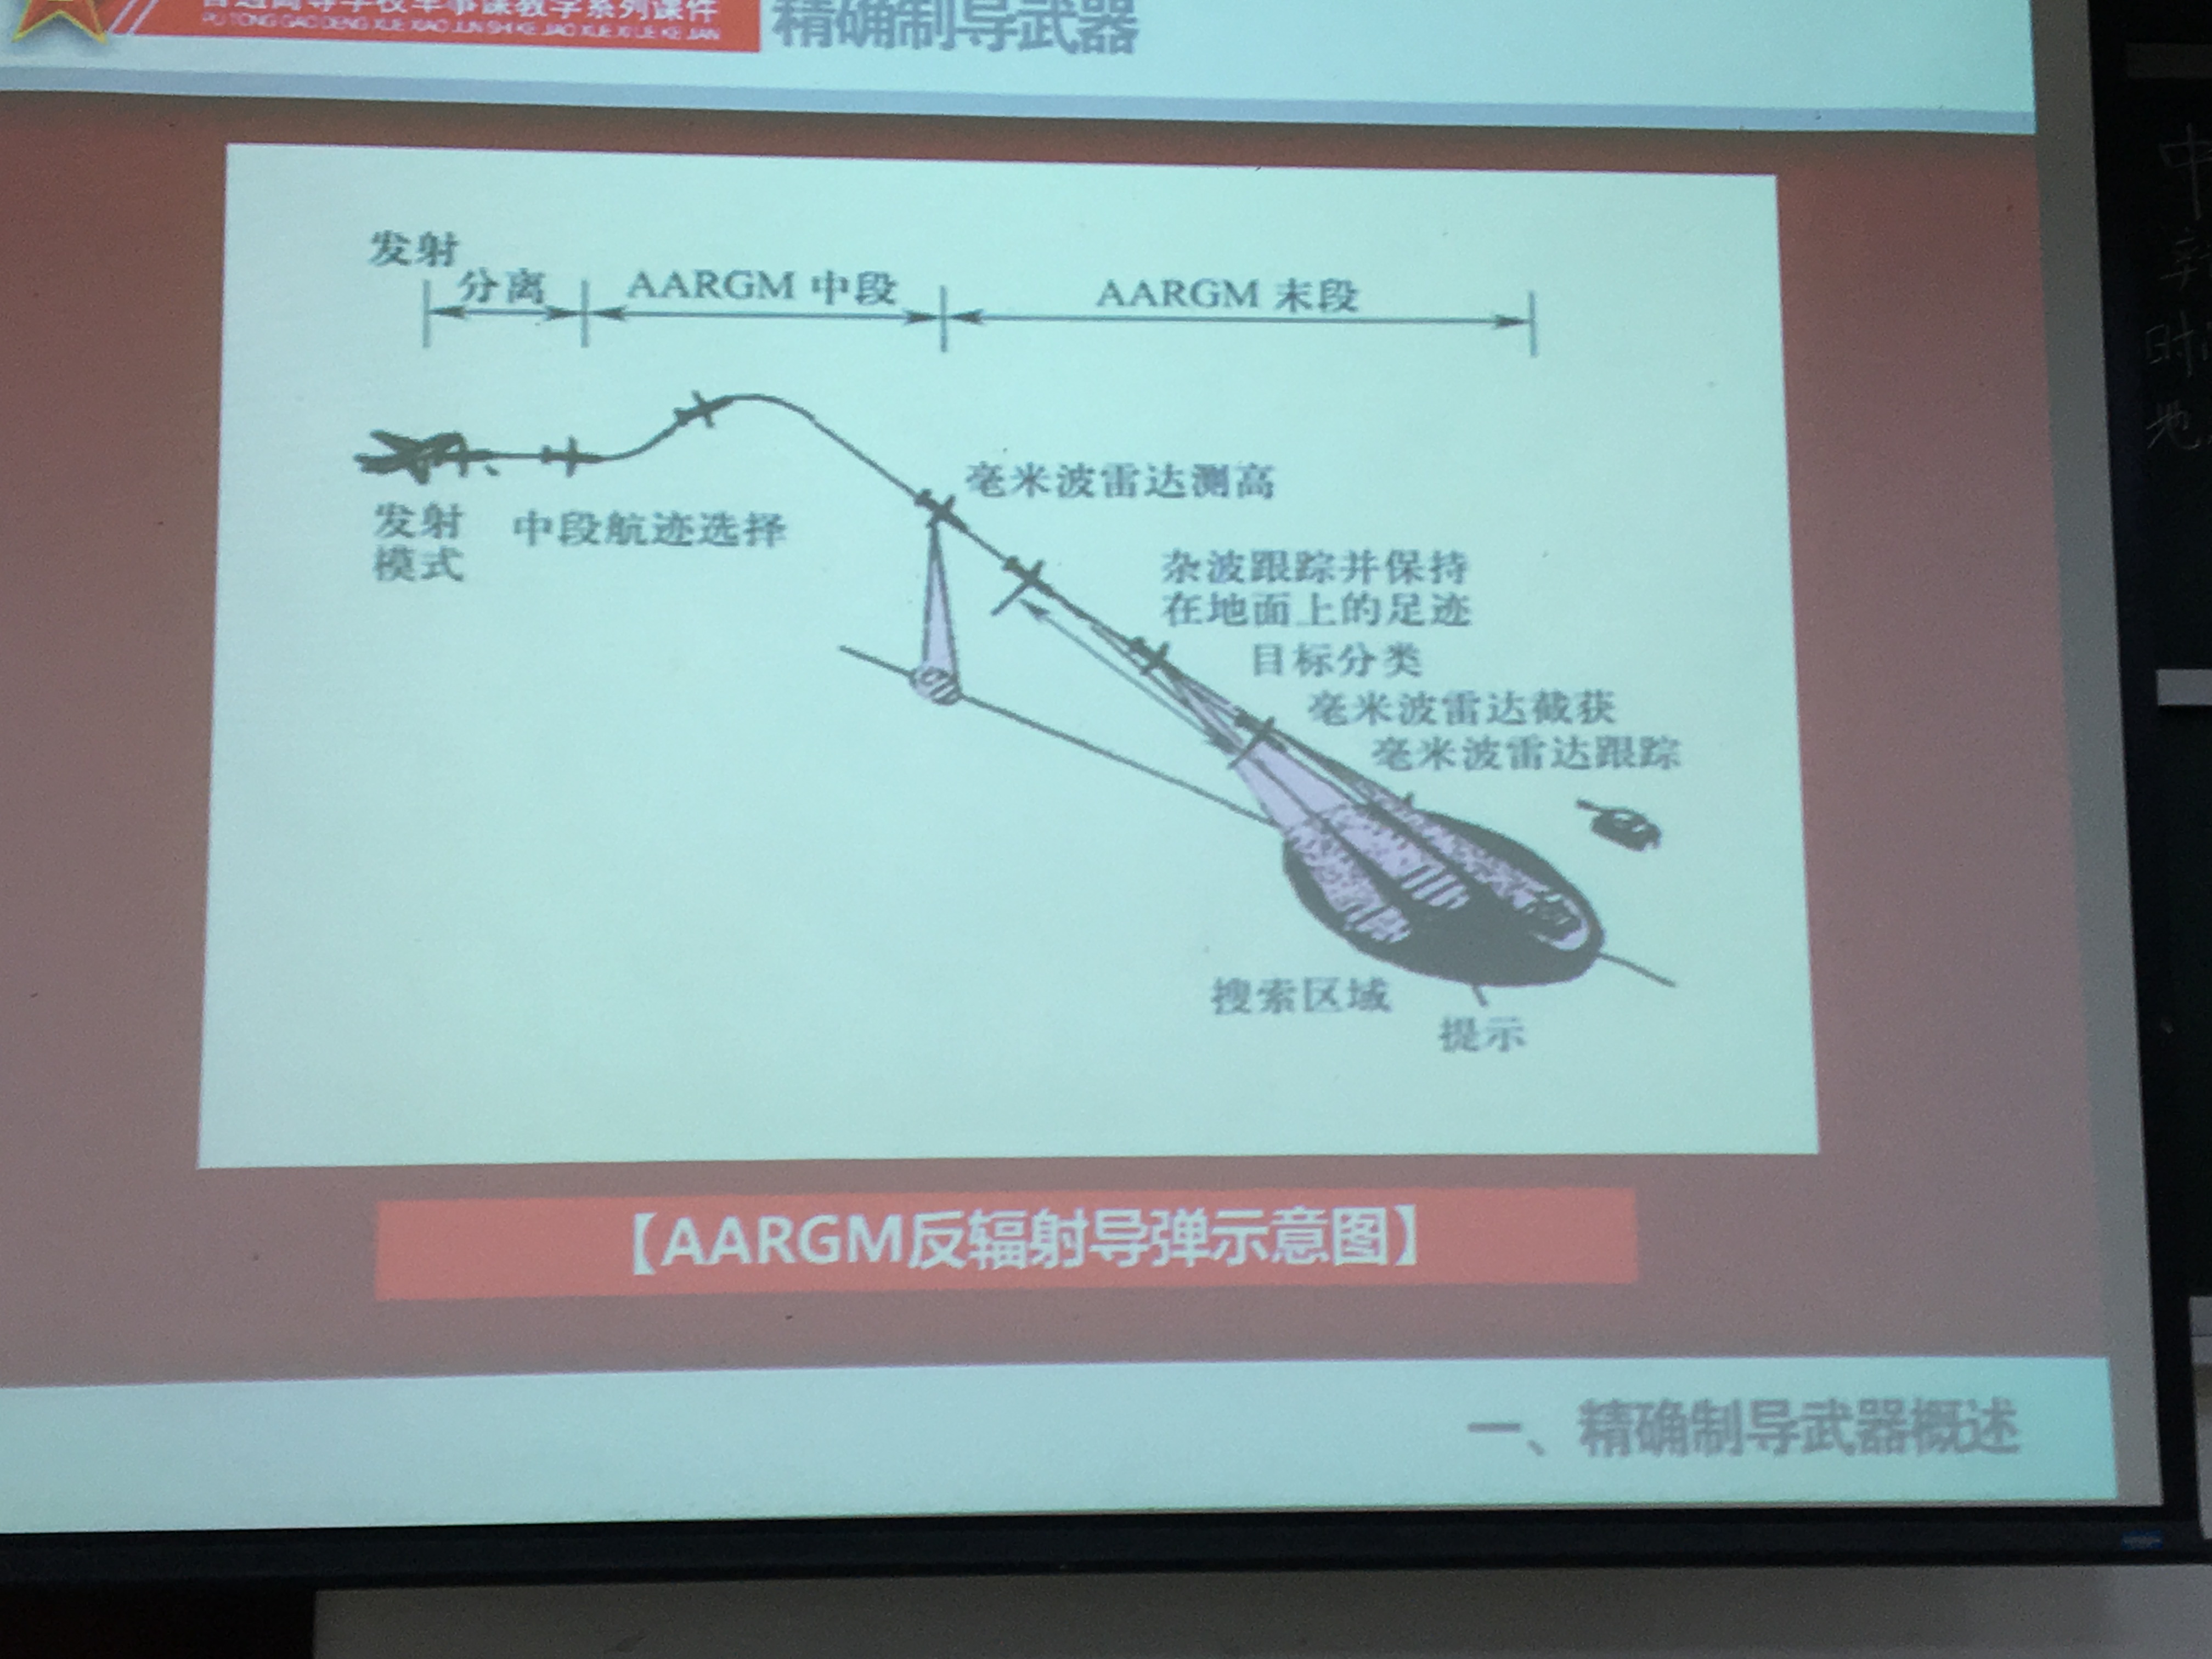 普通高等学校军事课教学系列课件
PU TONG GAO DENG XUE XIAO JUN SHI KE JIAO XUE XI LIE KE JIAN
精确制导武器
发射
分离
AARGM 中段
AARGM 末段
毫米波雷达测高
发射
模式
中段航迹选择
杂波跟踪并保持
在地面上的足迹
目标分类
毫米波雷达截获
毫米波雷达跟踪
搜索区域
提示
【AARGM反辐射导弹示意图】
一、精确制导武器概述
中
时
地